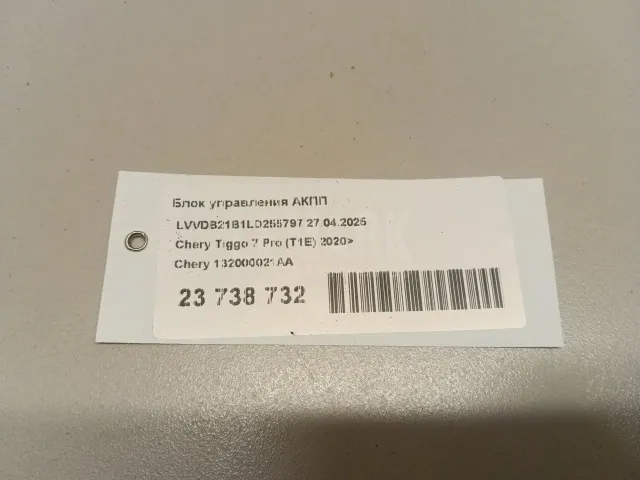 Блок управления АКПП
LVVDB21B1LD255797 27.04.2025
Chery Tiggo 7 Pro (T1E) 2020>
Chery 132000021AA
23 738 732